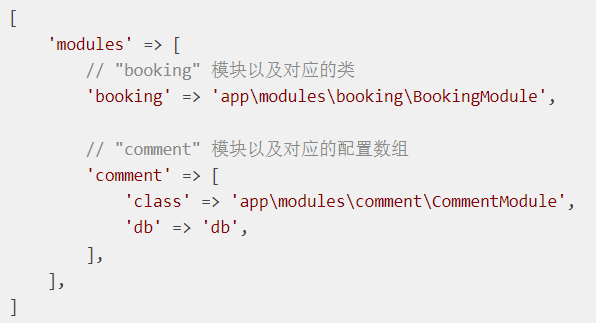 [
    'modules' => [
        // "booking" 模块以及对应的类
        'booking' => 'app\modules\booking\BookingModule',

        // "comment" 模块以及对应的配置数组
        'comment' => [
            'class' => 'app\modules\comment\CommentModule',
            'db' => 'db',
        ],
    ],
]